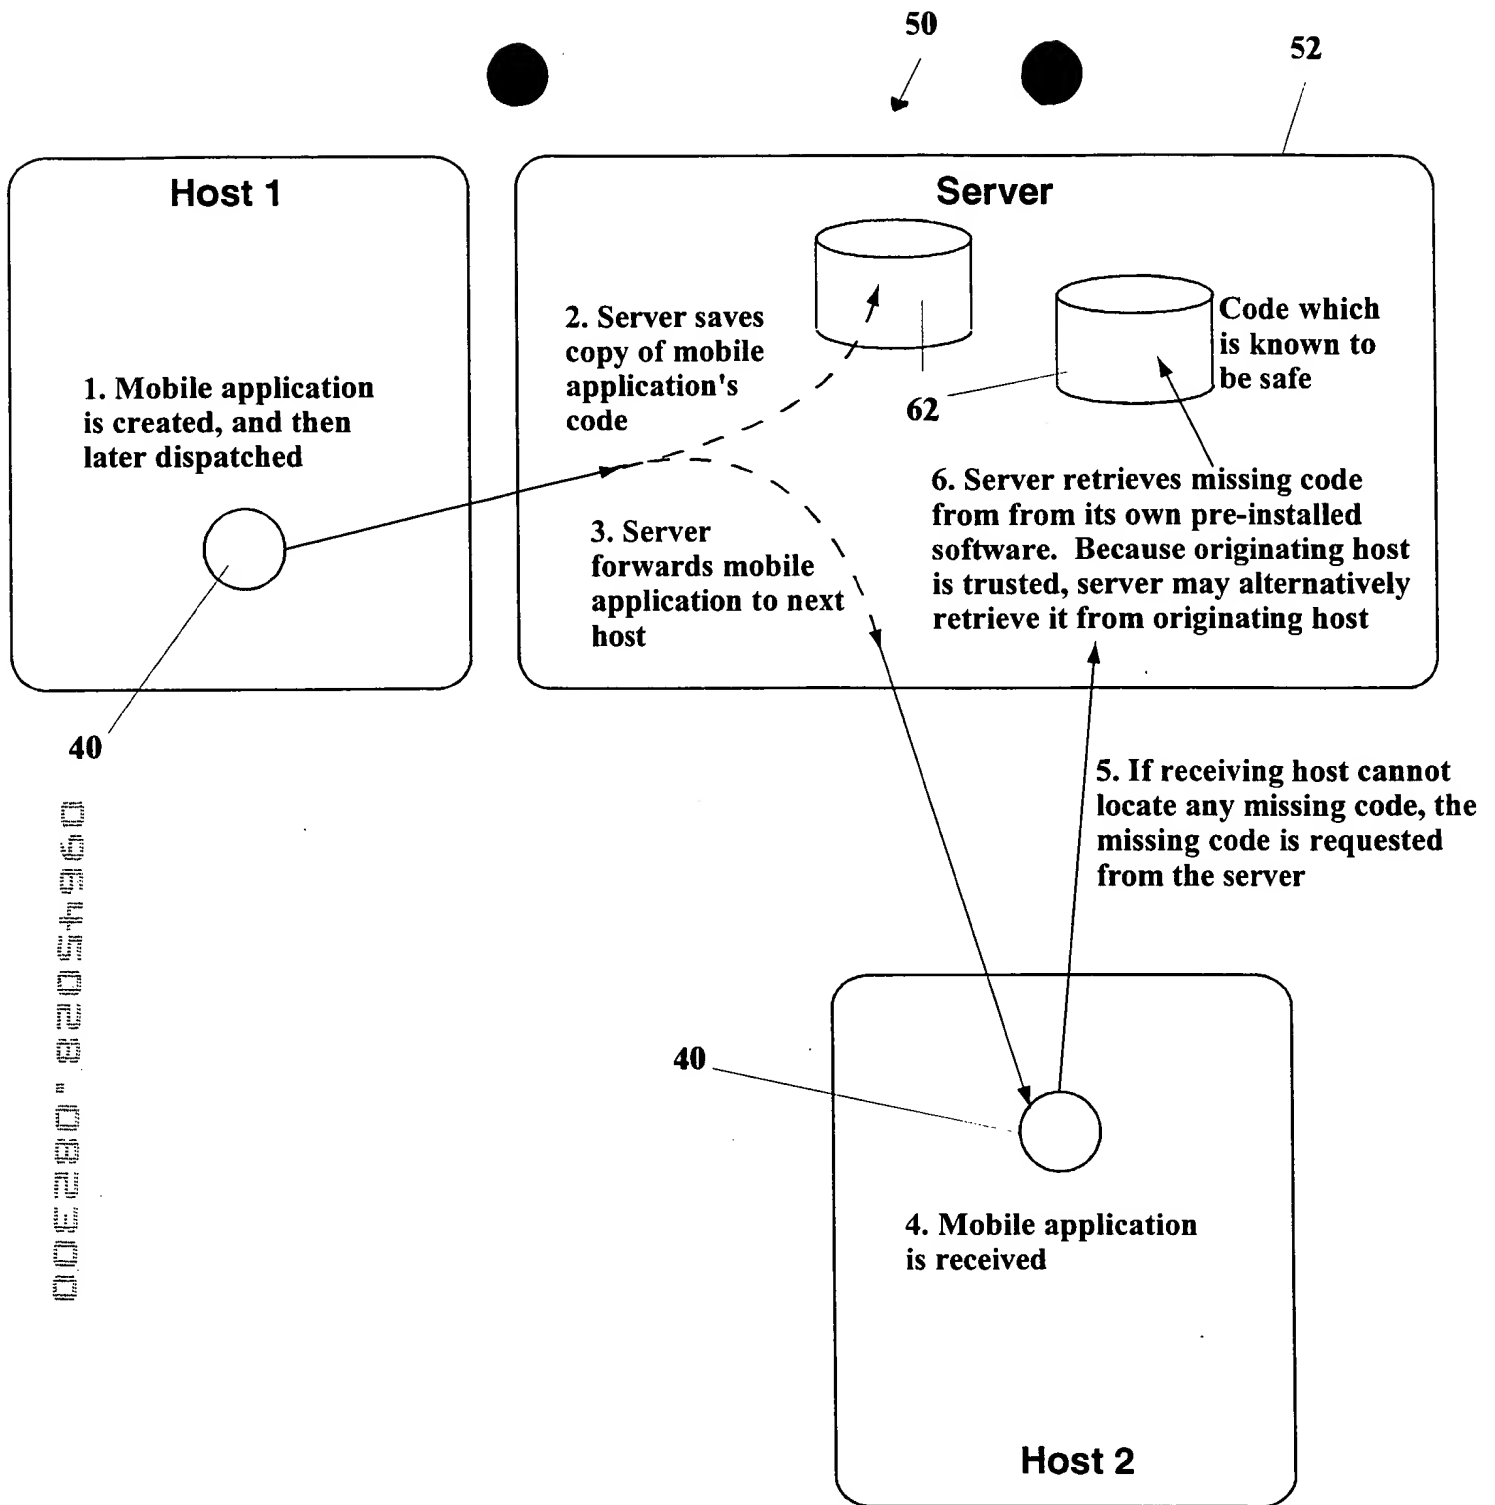 50
52
Host 1
Server
2. Server saves
copy of mobile
application's
code
Code which
is known to
be safe
62
1. Mobile application
is created, and then
later dispatched
6. Server retrieves missing code
from from its own pre-installed
software. Because originating host
is trusted, server may alternatively
retrieve it from originating host
3. Server
forwards mobile
application to next
host
40
5. If receiving host cannot
locate any missing code, the
missing code is requested
from the server
09645028.082300
40
4. Mobile application
is received
Host 2